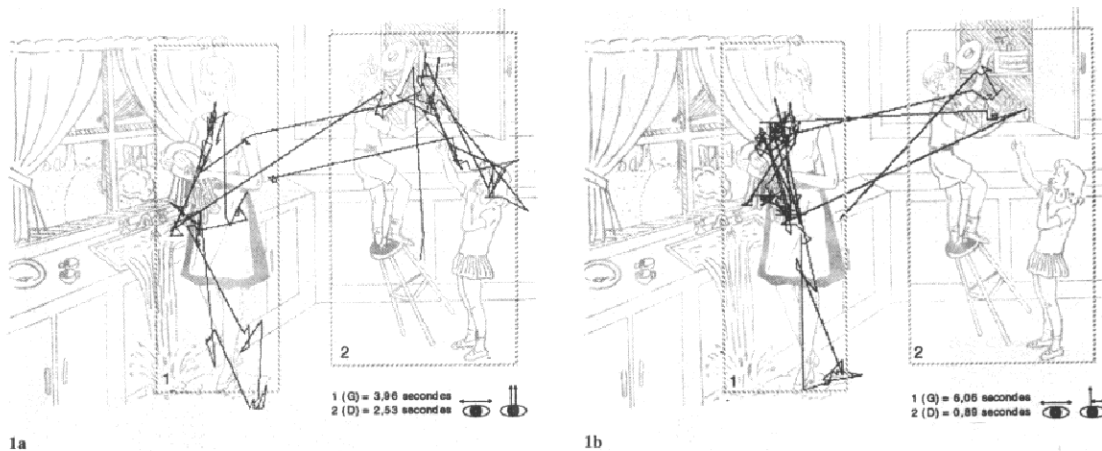 1
2
1 (G) = 3,96 secondes
2 (D) = 2,53 secondes
1a
1
2
1 (G) = 6,06 secondes
2 (D) = 0,89 secondes
1b